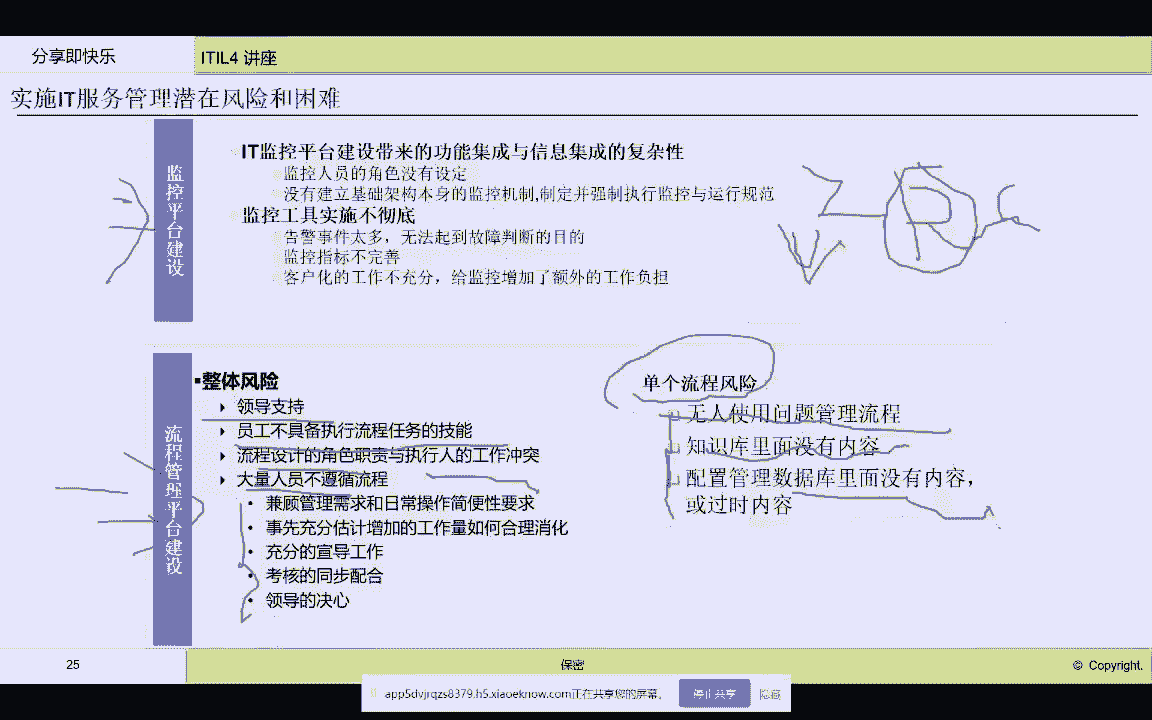 分享即快乐
ITIL4 讲座
实施IT服务管理潜在风险和困难
监控平台建设
IT监控平台建设带来的功能集成与信息集成的复杂性
监控人员的角色没有设定
没有建立基础架构本身的监控机制,制定并强制执行监控与运行规范
监控工具实施不彻底
告警事件太多，无法起到故障判断的目的
监控指标不完善
客户化的工作不充分，给监控增加了额外的工作负担
流程管理平台建设
整体风险
领导支持
员工不具备执行流程任务的技能
流程设计的角色职责与执行人的工作冲突
大量人员不遵循流程
兼顾管理需求和日常操作简便性要求
事先充分估计增加的工作量如何合理消化
充分的宣导工作
考核的同步配合
领导的决心
单个流程风险
无人使用问题管理流程
知识库里面没有内容
配置管理数据库里面没有内容，
或过时内容
25
保密
© Copyright.
app5dvjrqzs8379.h5.xiaoeknow.com正在共享您的屏幕。
停止共享
隐藏